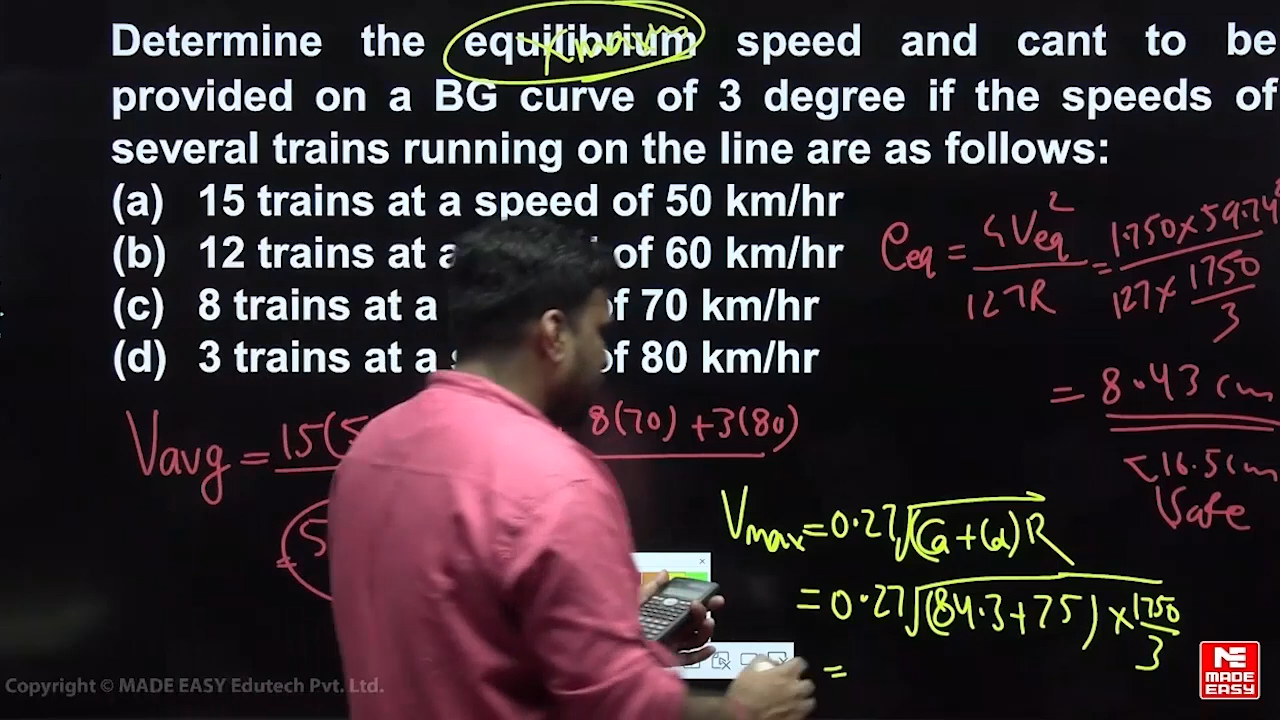 Determine the equilibrium speed and cant to be
provided on a BG curve of 3 degree if the speeds of
several trains running on the line are as follows:
(a) 15 trains at a speed of 50 km/hr
(b) 12 trains at a of 60 km/hr
(c) 8 trains at a of 70 km/hr
(d) 3 trains at a of 80 km/hr
Xmaxm
e_eq = GV_eq² / 127R = 1.750×59.74² / 127×1750/3
= 8.43 cm
<16.5cm
Vavg = 15(5 8(70) +3(80)
= 5
Vmax = 0.27√(Ca+Cd)R
= 0.27√(84.3+75)×1750/3
=
Copyright © MADE EASY Edutech Pvt. Ltd.
MADE EASY